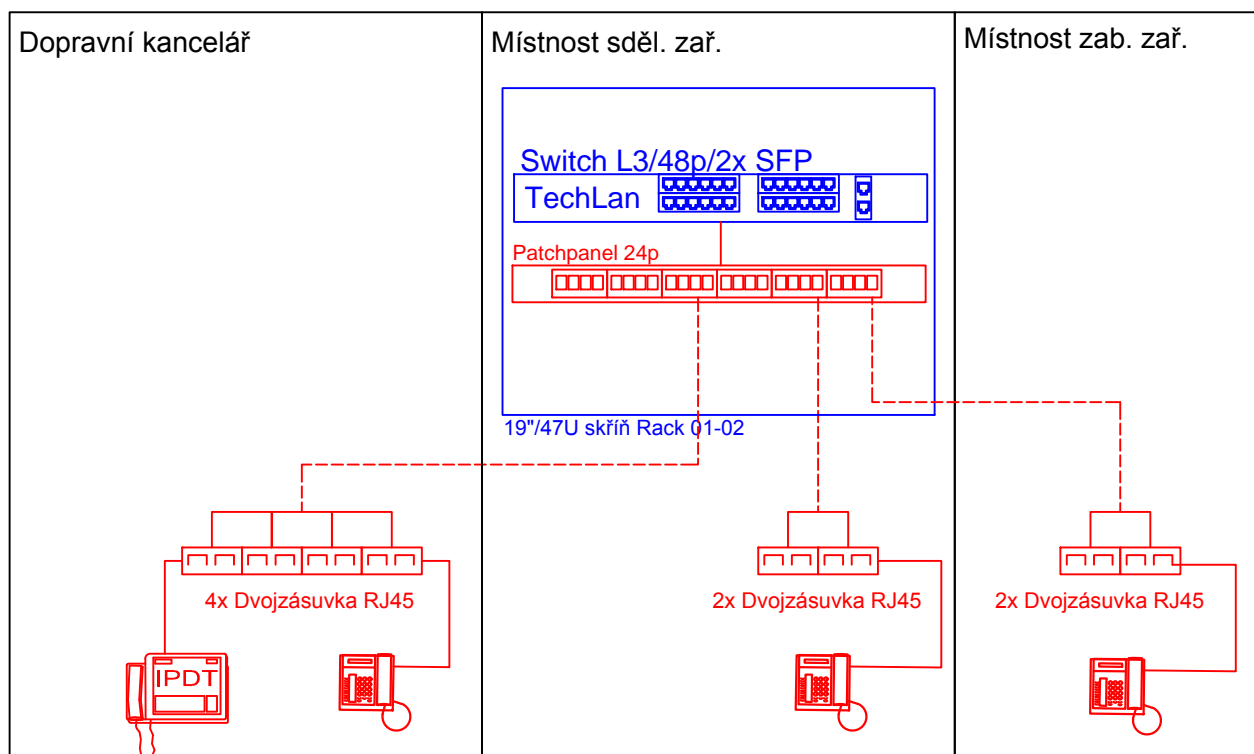 Dopravní kancelář
Místnost sděl. zař.
Místnost zab. zař.
Switch L3/48p/2x SFP
TechLan
Patchpanel 24p
19"/47U skříň Rack 01-02
4x Dvojzásuvka RJ45
2x Dvojzásuvka RJ45
2x Dvojzásuvka RJ45
IPDT